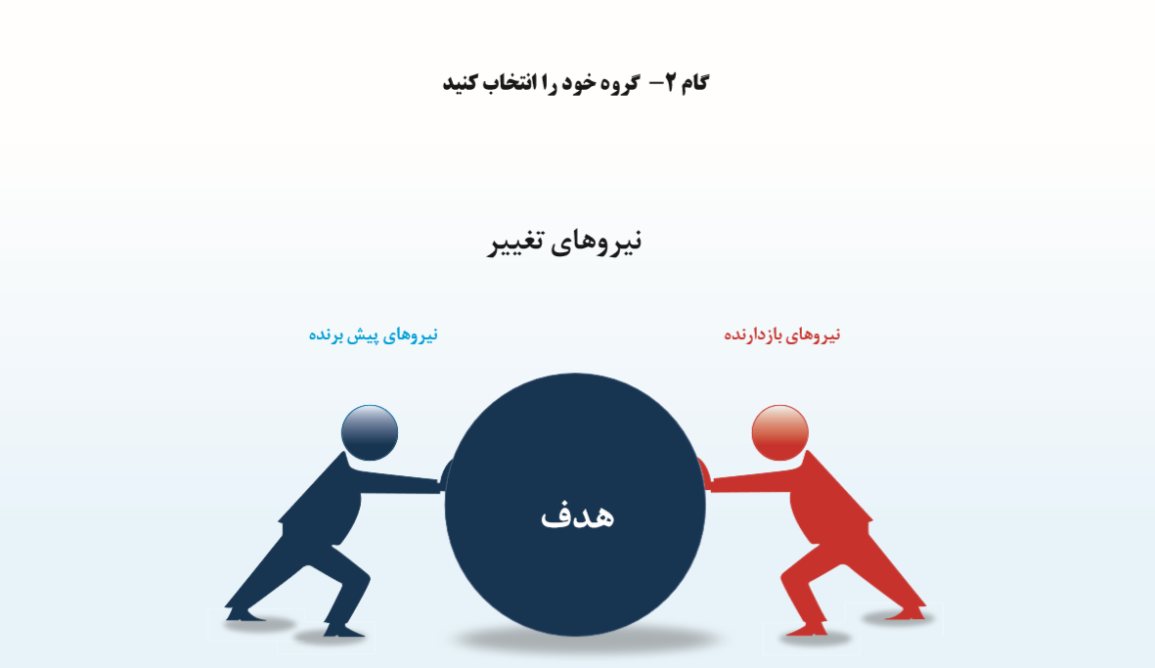 گام ۲- گروه خود را انتخاب کنید
نیروهای تغییر
نیروهای بازدارنده
نیروهای پیش برنده
هدف